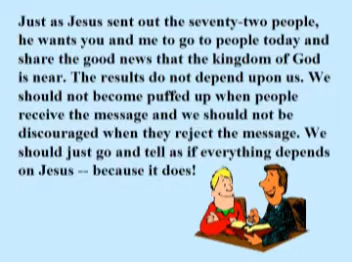 Just as Jesus sent out the seventy-two people,
he wants you and me to go to people today and
share the good news that the kingdom of God
is near. The results do not depend upon us. We
should not become puffed up when people
receive the message and we should not be
discouraged when they reject the message. We
should just go and tell as if everything depends
on Jesus -- because it does!